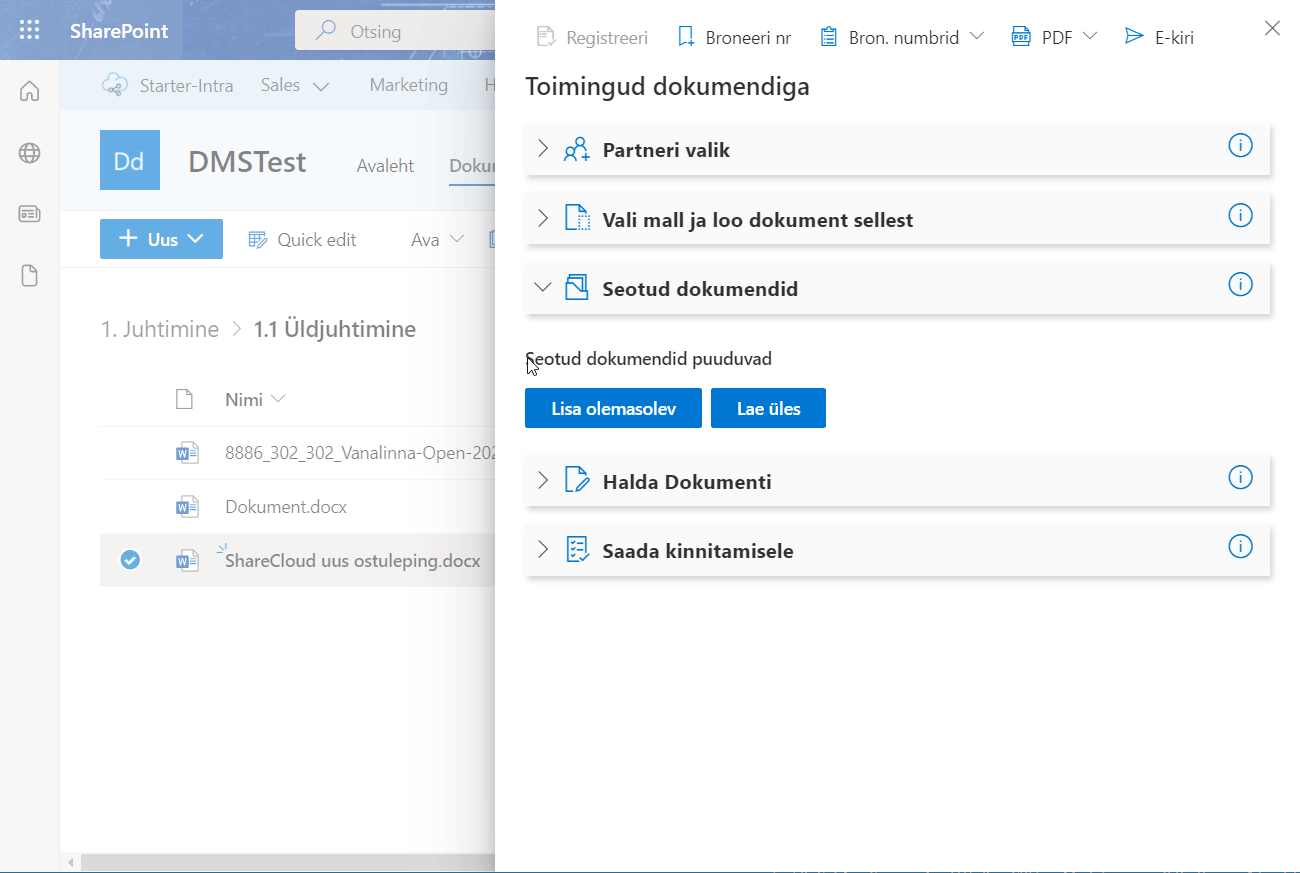 SharePoint
Otsing
Starter-Intra Sales Marketing H
Dd
DMSTest
Avaleht
Dokum
Uus
Quick edit
Ava
1. Juhtimine > 1.1 Üldjuhtimine
Nimi
8886_302_302_Vanalinna-Open-202
Dokument.docx
ShareCloud uus ostuleping.docx
Registreeri
Broneeri nr
Bron. numbrid
PDF
E-kiri
Toimingud dokumendiga
Partneri valik
Vali mall ja loo dokument sellest
Seotud dokumendid
Seotud dokumendid puuduvad
Lisa olemasolev
Lae üles
Halda Dokumenti
Saada kinnitamisele